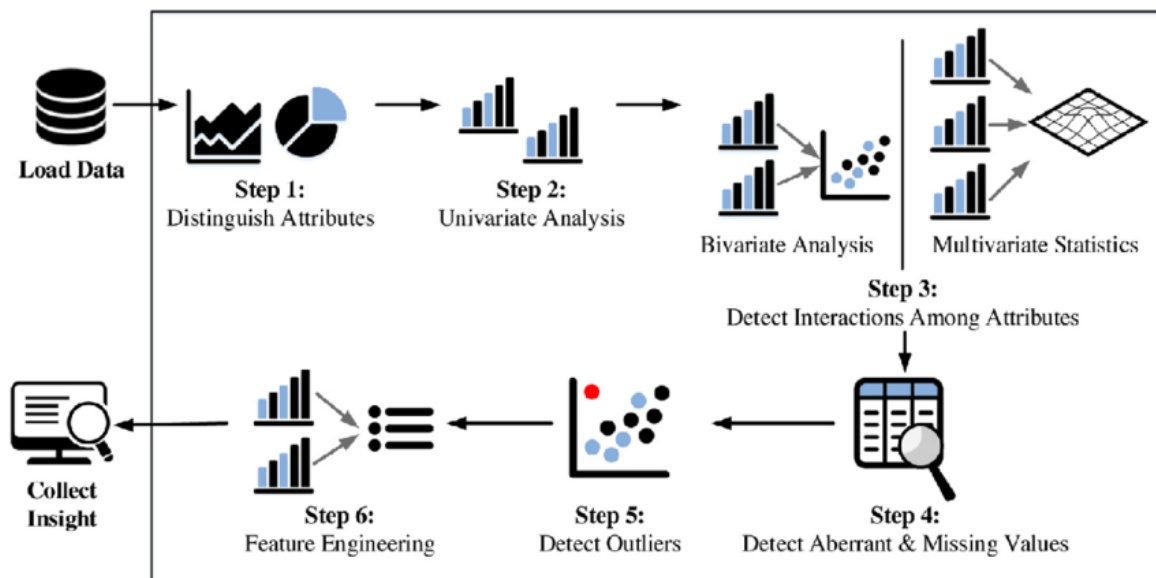 Load Data
Step 1:
Distinguish Attributes
Step 2:
Univariate Analysis
Bivariate Analysis
Multivariate Statistics
Step 3:
Detect Interactions Among Attributes
Step 4:
Detect Aberrant & Missing Values
Step 5:
Detect Outliers
Step 6:
Feature Engineering
Collect
Insight